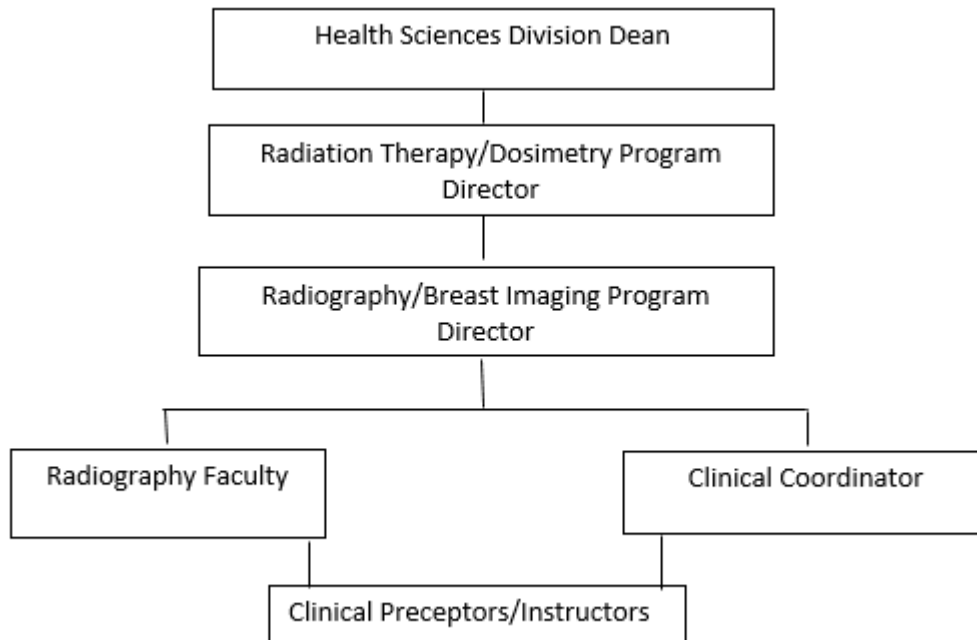 Health Sciences Division Dean
Radiation Therapy/Dosimetry Program
Director
Radiography/Breast Imaging Program
Director
Radiography Faculty
Clinical Coordinator
Clinical Preceptors/Instructors